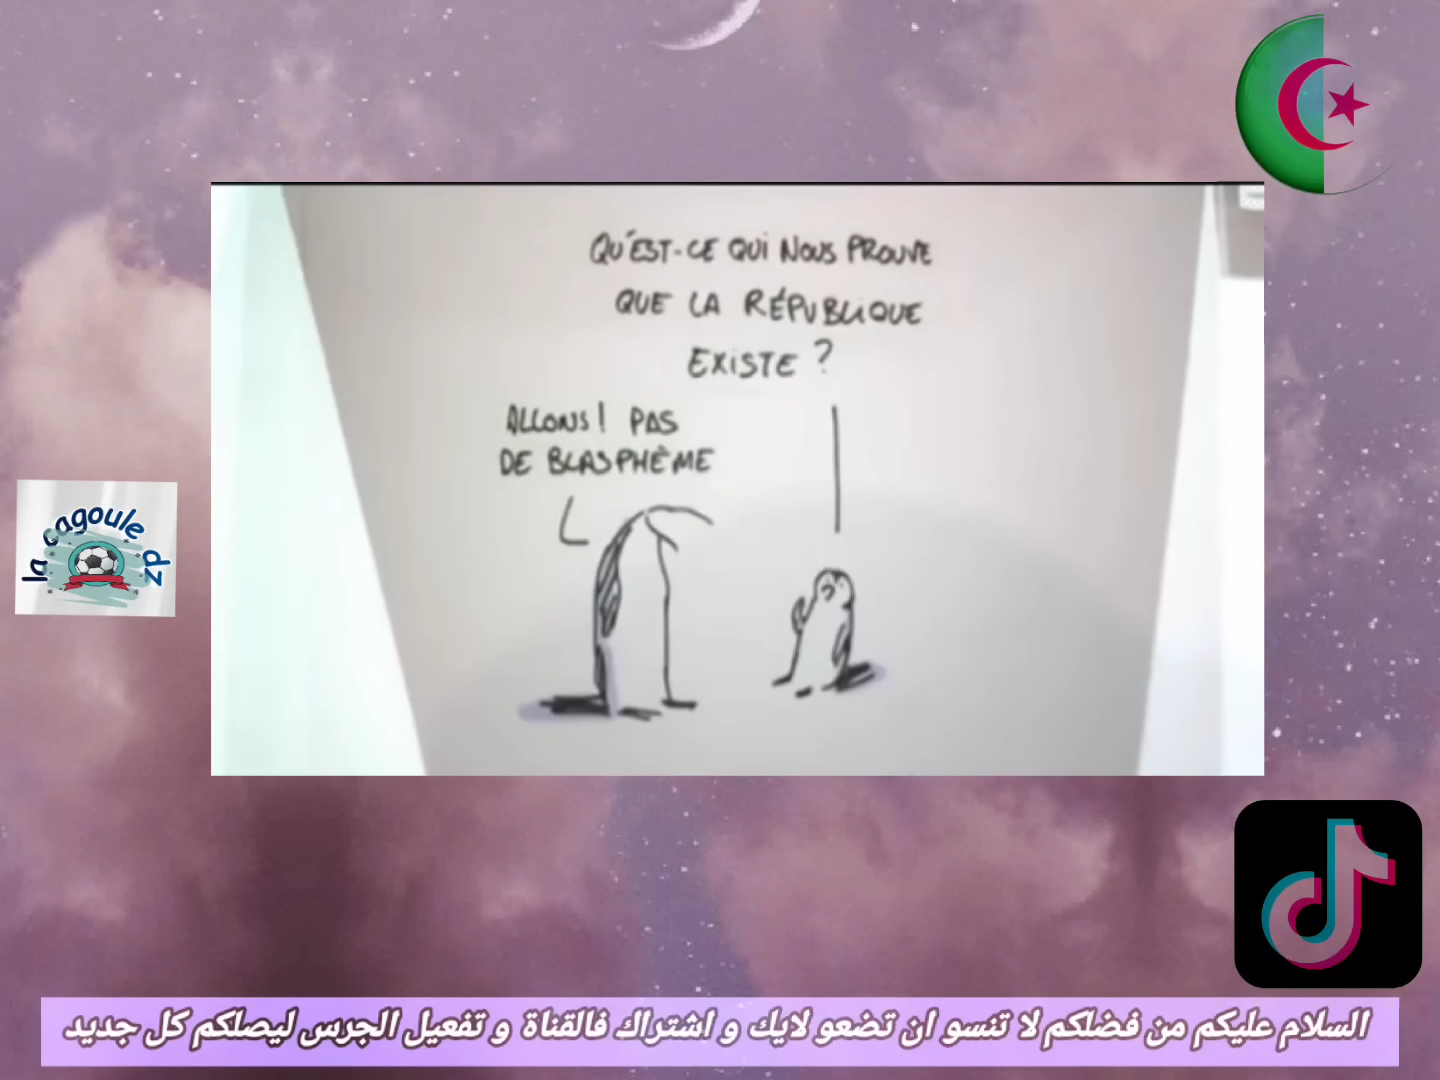 QU'EST-CE QUI NOUS PROUVE
QUE LA RÉPUBLIQUE
EXISTE ?
ALLONS! PAS
DE BLASPHÈME
la cagoule dz
السلام عليكم من فضلكم لا تنسو ان تضعو لايك و اشتراك فالقناة و تفعيل الجرس ليصلكم كل جديد